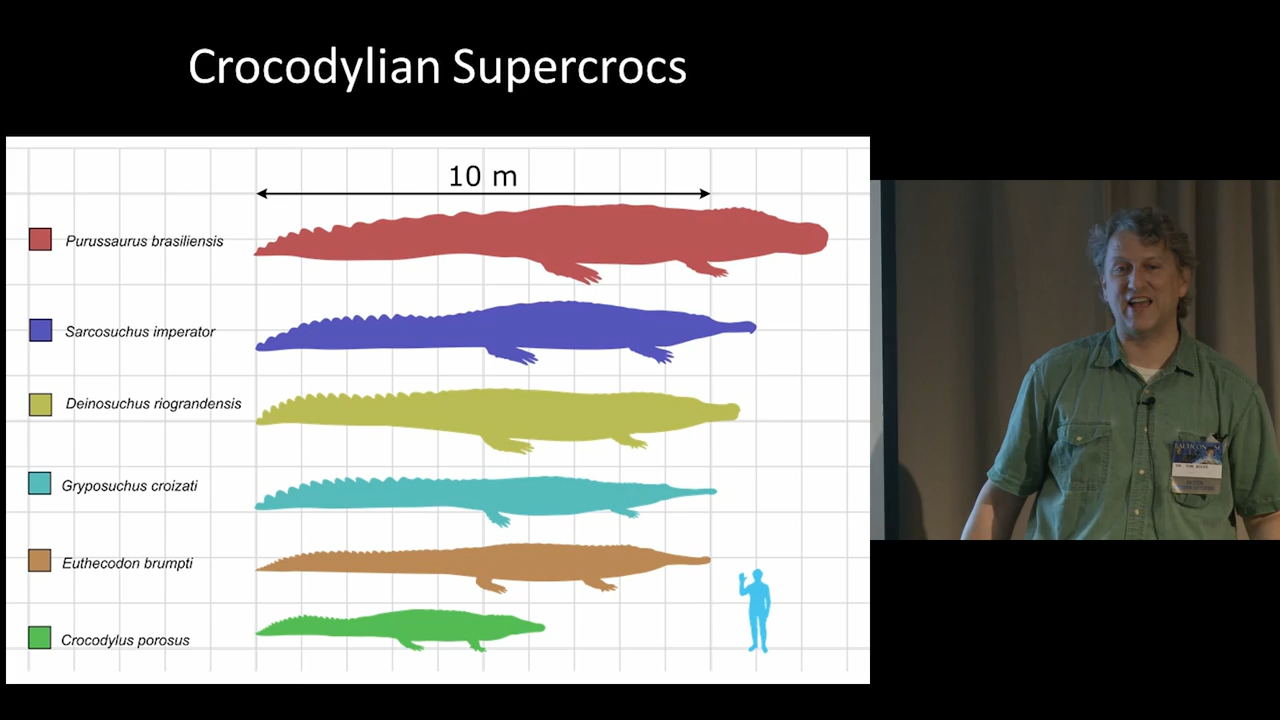 Crocodylian Supercrocs
10 m
Purussaurus brasiliensis
Sarcosuchus imperator
Deinosuchus riograndensis
Gryposuchus croizati
Euthecodon brumpti
Crocodylus porosus